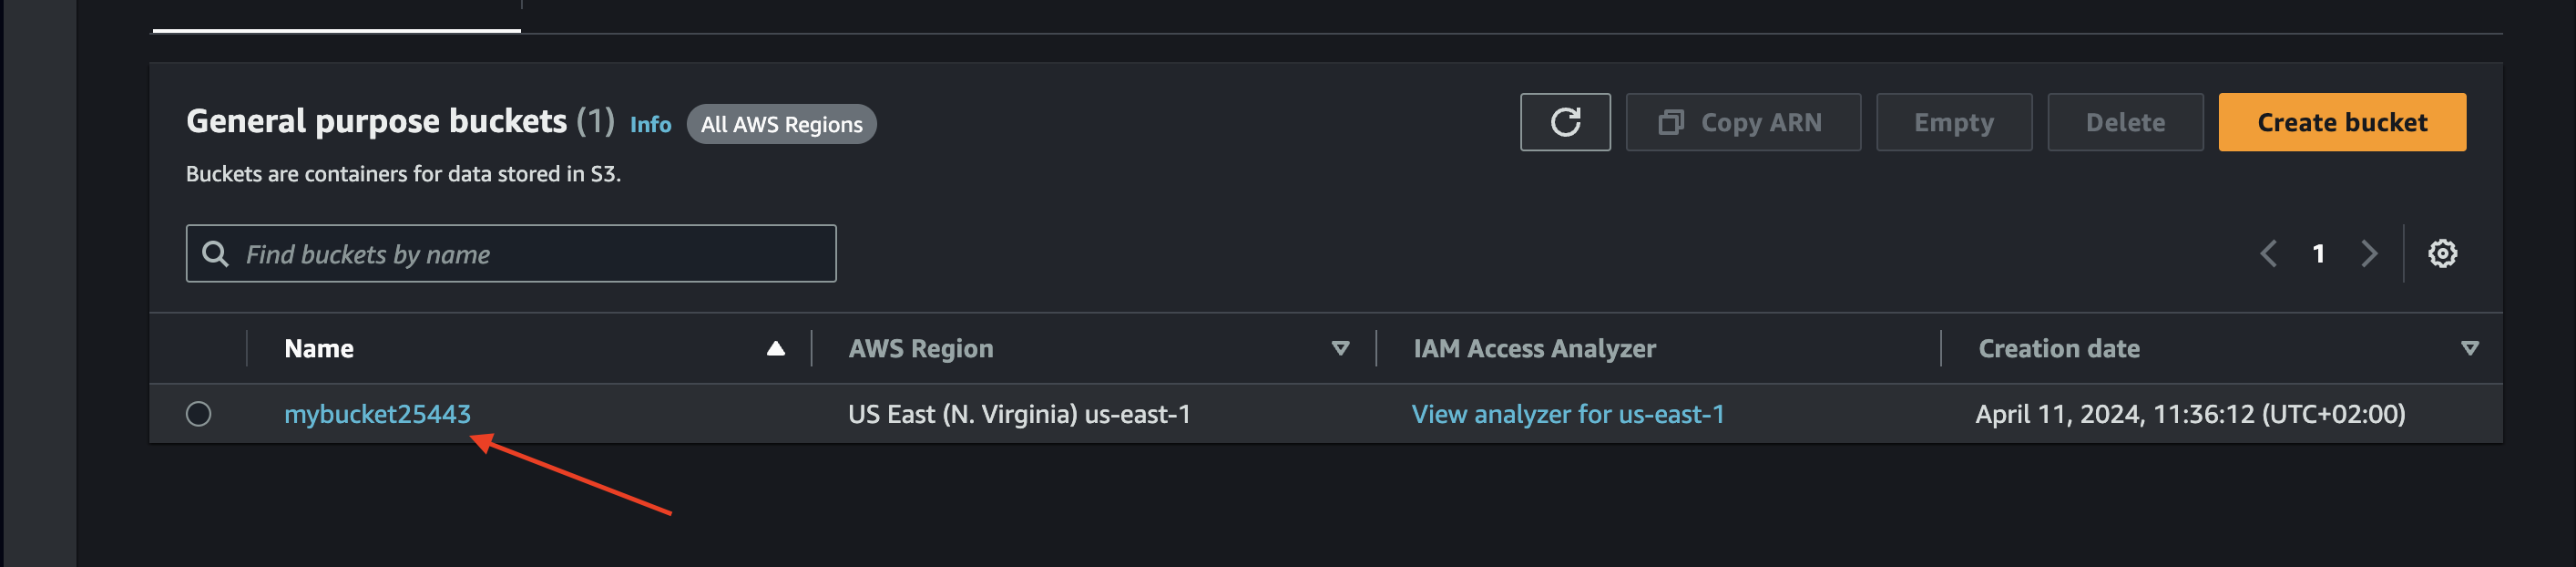 General purpose buckets (1) Info All AWS Regions
Copy ARN Empty Delete Create bucket
Buckets are containers for data stored in S3.
Find buckets by name
1
Name AWS Region IAM Access Analyzer Creation date
mybucket25443 US East (N. Virginia) us-east-1 View analyzer for us-east-1 April 11, 2024, 11:36:12 (UTC+02:00)